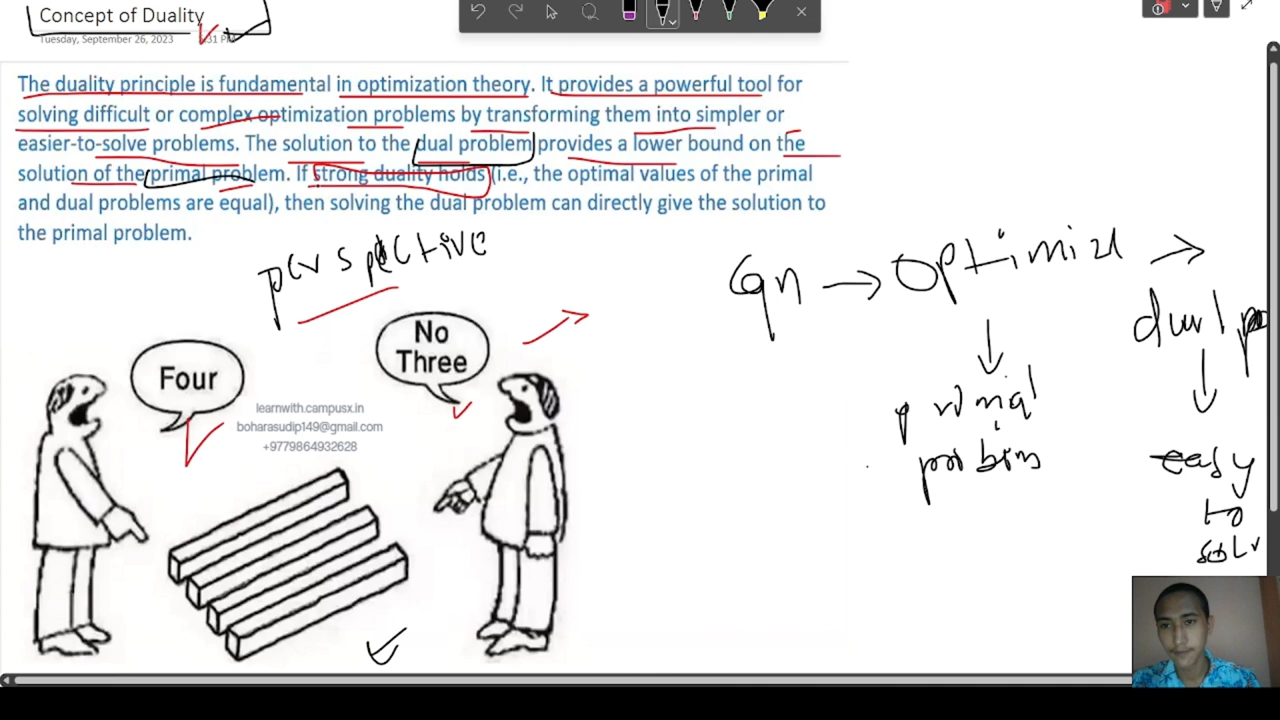 Concept of Duality
Tuesday, September 26, 2023
The duality principle is fundamental in optimization theory. It provides a powerful tool for
solving difficult or complex optimization problems by transforming them into simpler or
easier-to-solve problems. The solution to the dual problem provides a lower bound on the
solution of the primal problem. If strong duality holds (i.e., the optimal values of the primal
and dual problems are equal), then solving the dual problem can directly give the solution to
the primal problem.
perspective
No
Three
Four
learnwith.campusx.in
boharasudip149@gmail.com
+9779864932628
Qn → Optimize →
primal
problem
dual p
easy
to
solv